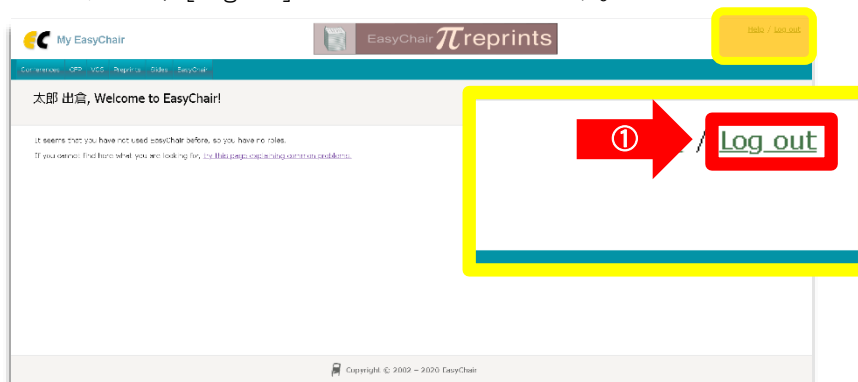 My EasyChair
EasyChair πreprints
Help / Log out
Conferences CFP VCS Preprints Slides EasyChair
太郎 出倉, Welcome to EasyChair!
It seems that you have not used EasyChair before, so you have no roles.
If you cannot find here what you are looking for, try this page explaining common problems.
① / Log out
Copyright © 2002 – 2020 EasyChair